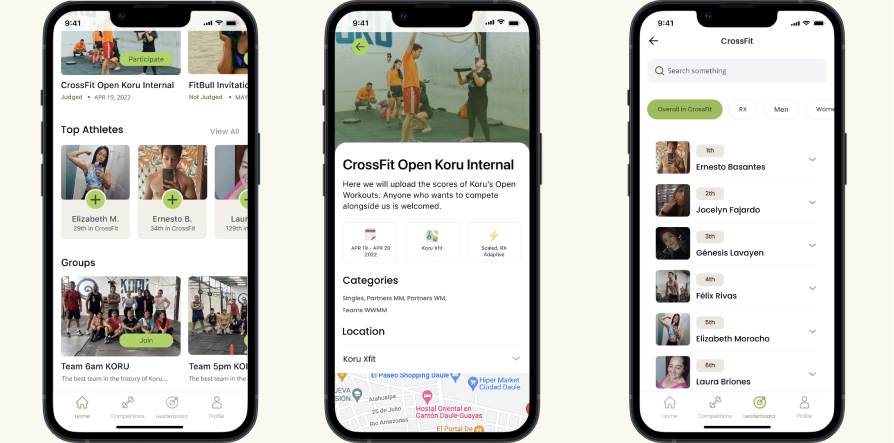 9:41
Participate
CrossFit Open Koru Internal
Judged • APR 19, 2022
FitBull Invitatio
Not Judged • MAY
Top Athletes
View All
Elizabeth M.
29th in CrossFit
Ernesto B.
34th in CrossFit
Laur
129th in
Groups
KORU
Join
Team 6am KORU
The best team in the history of Koru....
Team 5pm KOI
The best team in the
Home
Competitions
Leaderboard
Profile
9:41
CrossFit Open Koru Internal
Here we will upload the scores of Koru's Open
Workouts. Anyone who wants to compete
alongside us is welcomed.
APR 19 - APR 20
2022
Koru Xfit
Scaled, RX
Adaptive
Categories
Singles, Partners MM, Partners WM,
Teams WWMM
Location
Koru Xfit
El Paseo Shopping Daule
Hiper Market
Ciudad Daule
Atahualpa
25 de Julio
Rio Amazonas
Hostal Oriental en
Cantón Daule-Guayas
El Portal De
9:41
CrossFit
Search something
Overall in CrossFit
RX
Men
Wome
1th
Ernesto Basantes
2th
Jocelyn Fajardo
3th
Génesis Lavayen
4th
Félix Rivas
5th
Elizabeth Morocho
6th
Laura Briones
Home
Competitions
Leaderboard
Profile